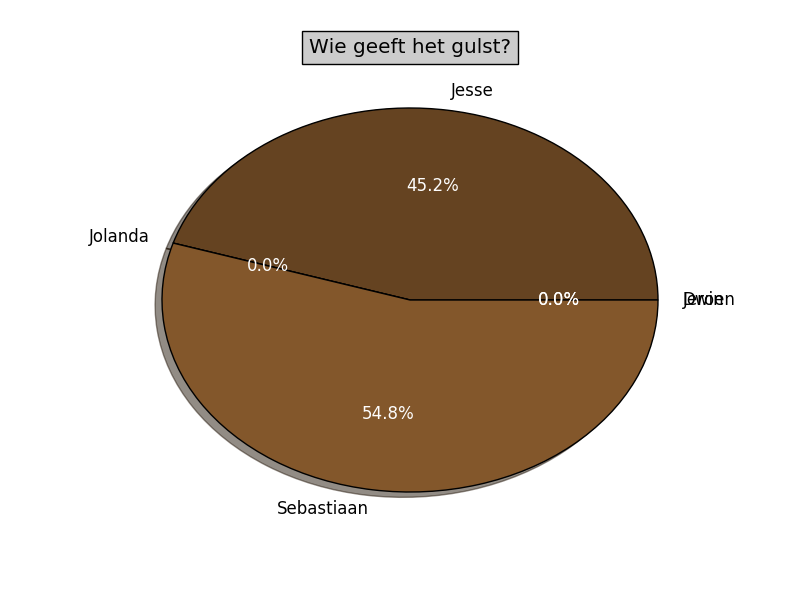 Wie geeft het gulst?
Jesse
45.2%
Jolanda
0.0%
0.0%
54.8%
Sebastiaan